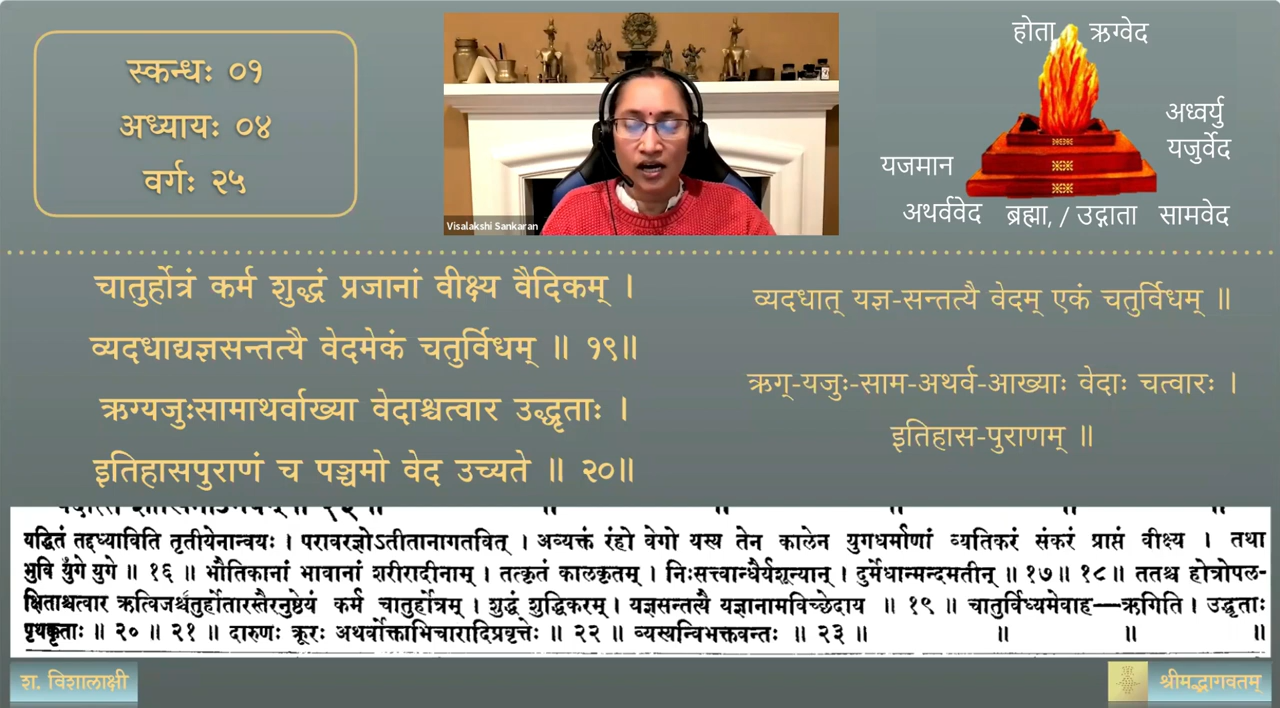 स्कन्धः ०१
अध्यायः ०४
वर्गः २५
Visalakshi Sankaran
होता ऋग्वेद
अध्वर्यु
यजुर्वेद
यजमान
अथर्ववेद ब्रह्मा, / उद्गाता सामवेद
चातुर्होत्रं कर्म शुद्धं प्रजानां वीक्ष्य वैदिकम् ।
व्यदधाद्यज्ञसन्तत्यै वेदमेकं चतुर्विधम् ॥ १९॥
ऋग्यजुःसामाथर्वाख्या वेदाश्चत्वार उद्धृताः ।
इतिहासपुराणं च पञ्चमो वेद उच्यते ॥ २०॥
व्यदधात् यज्ञ-सन्तत्यै वेदम् एकं चतुर्विधम् ॥
ऋग्-यजुः-साम-अथर्व-आख्याः वेदाः चत्वारः ।
इतिहास-पुराणम् ॥
यद्धितं तद्दध्याविति तृतीयेनान्वयः । परावरज्ञोऽतीतानागतवित् । अव्यक्तं रंहो वेगो यस्य तेन कालेन युगधर्माणां व्यतिकरं संकरं प्राप्तं वीक्ष्य । तथा
भुवि युगे युगे ॥ १६ ॥ भौतिकानां भावानां शरीरादीनाम् । तत्कृतं कालकृतम् । निःसत्त्वान्धैर्यशून्यान् । दुर्मेधान्मन्दमतीन् ॥ १७॥ १८॥ ततश्च होत्रोपल-
क्षिताश्चत्वार ऋत्विजश्चतुर्होतारस्तैरनुष्ठेयं कर्म चातुर्होत्रम् । शुद्धं शुद्धिकरम् । यज्ञसन्तत्यै यज्ञानामविच्छेदाय ॥ १९ ॥ चातुर्विध्यमेवाह—ऋगिति । उद्धृताः
पृथक्कृताः ॥ २० ॥ २१ ॥ दारुणः क्रूरः अथर्वोक्ताभिचारादिप्रवृत्तेः ॥ २२ ॥ व्यस्यन्विभक्तवन्तः ॥ २३ ॥ ॥ ॥ ॥
श. विशालाक्षी
श्रीमद्भागवतम्